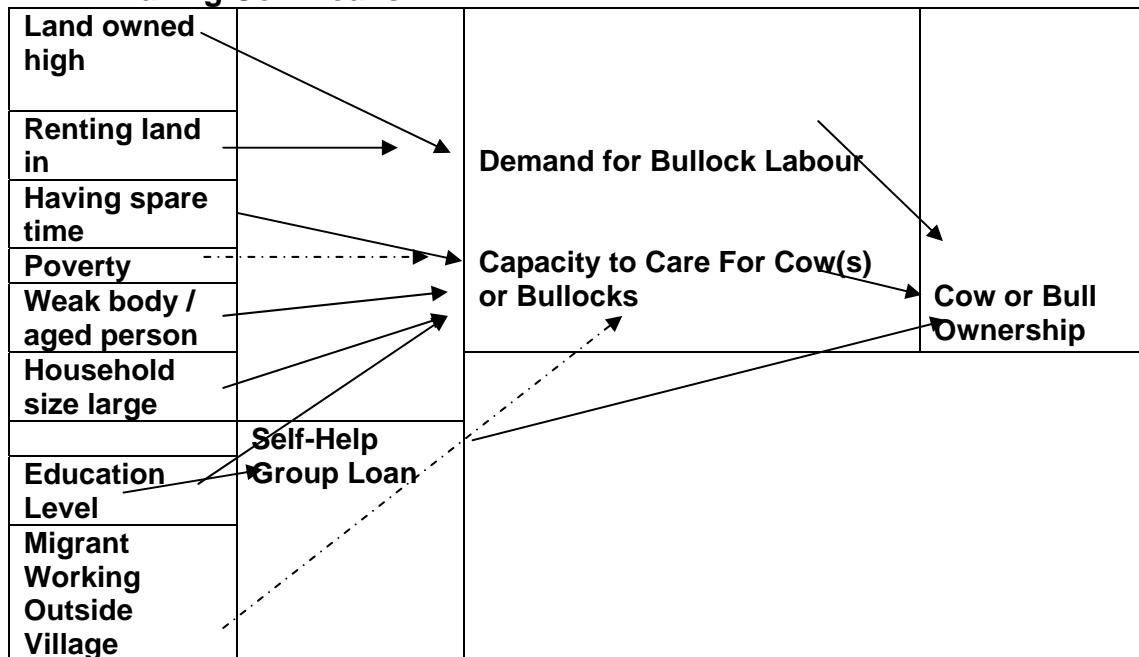 Land owned
high
Renting land
in
Having spare
time
Poverty
Weak body /
aged person
Household
size large
Education
Level
Migrant
Working
Outside
Village
Self-Help
Group Loan
Demand for Bullock Labour
Capacity to Care For Cow(s)
or Bullocks
Cow or Bull
Ownership